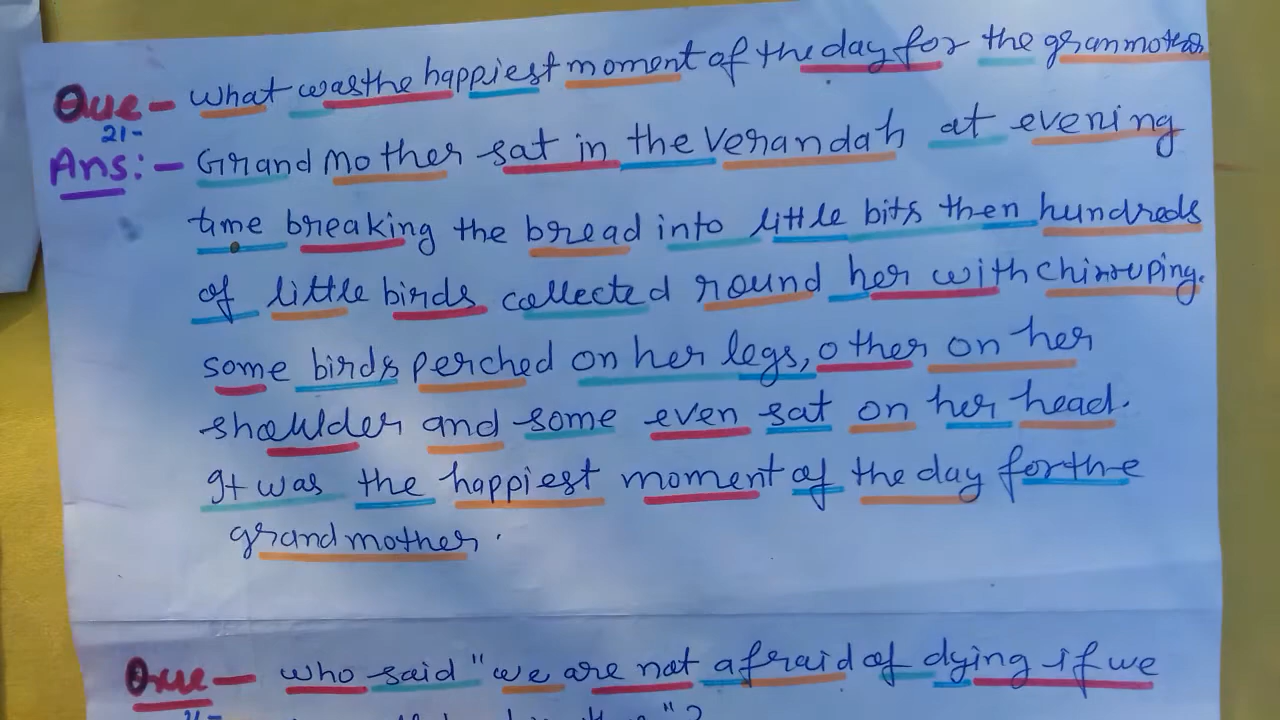 Que- what was the happiest moment of the day for the granmother
21-
Ans:- Grandmother sat in the verandah at evening
time breaking the bread into little bits then hundreds
of little birds collected round her with chirruping.
some birds perched on her legs, other on her
shoulder and some even sat on her head.
It was the happiest moment of the day for the
grandmother.
Que- who said "we are not afraid of dying if we